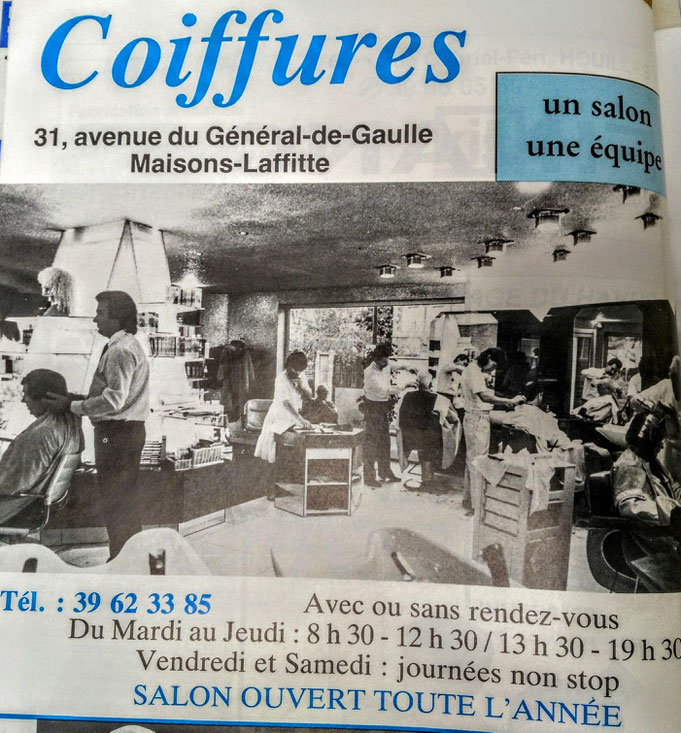 Coiffures
31, avenue du Général-de-Gaulle
Maisons-Laffitte
un salon
une équipe
Tél. : 39 62 33 85
Avec ou sans rendez-vous
Du Mardi au Jeudi : 8 h 30 - 12 h 30 / 13 h 30 - 19 h 30
Vendredi et Samedi : journées non stop
SALON OUVERT TOUTE L'ANNÉE